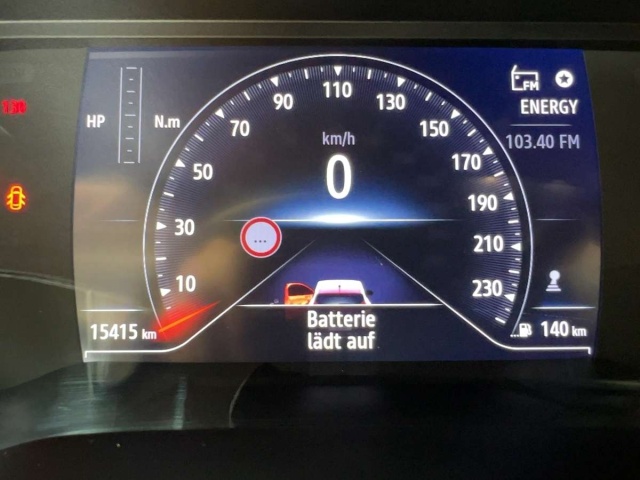 HP
N.m
10
30
50
70
90
110
130
150
170
190
210
230
km/h
0
...
FM
ENERGY
103.40 FM
15415 km
Batterie
lädt auf
140 km